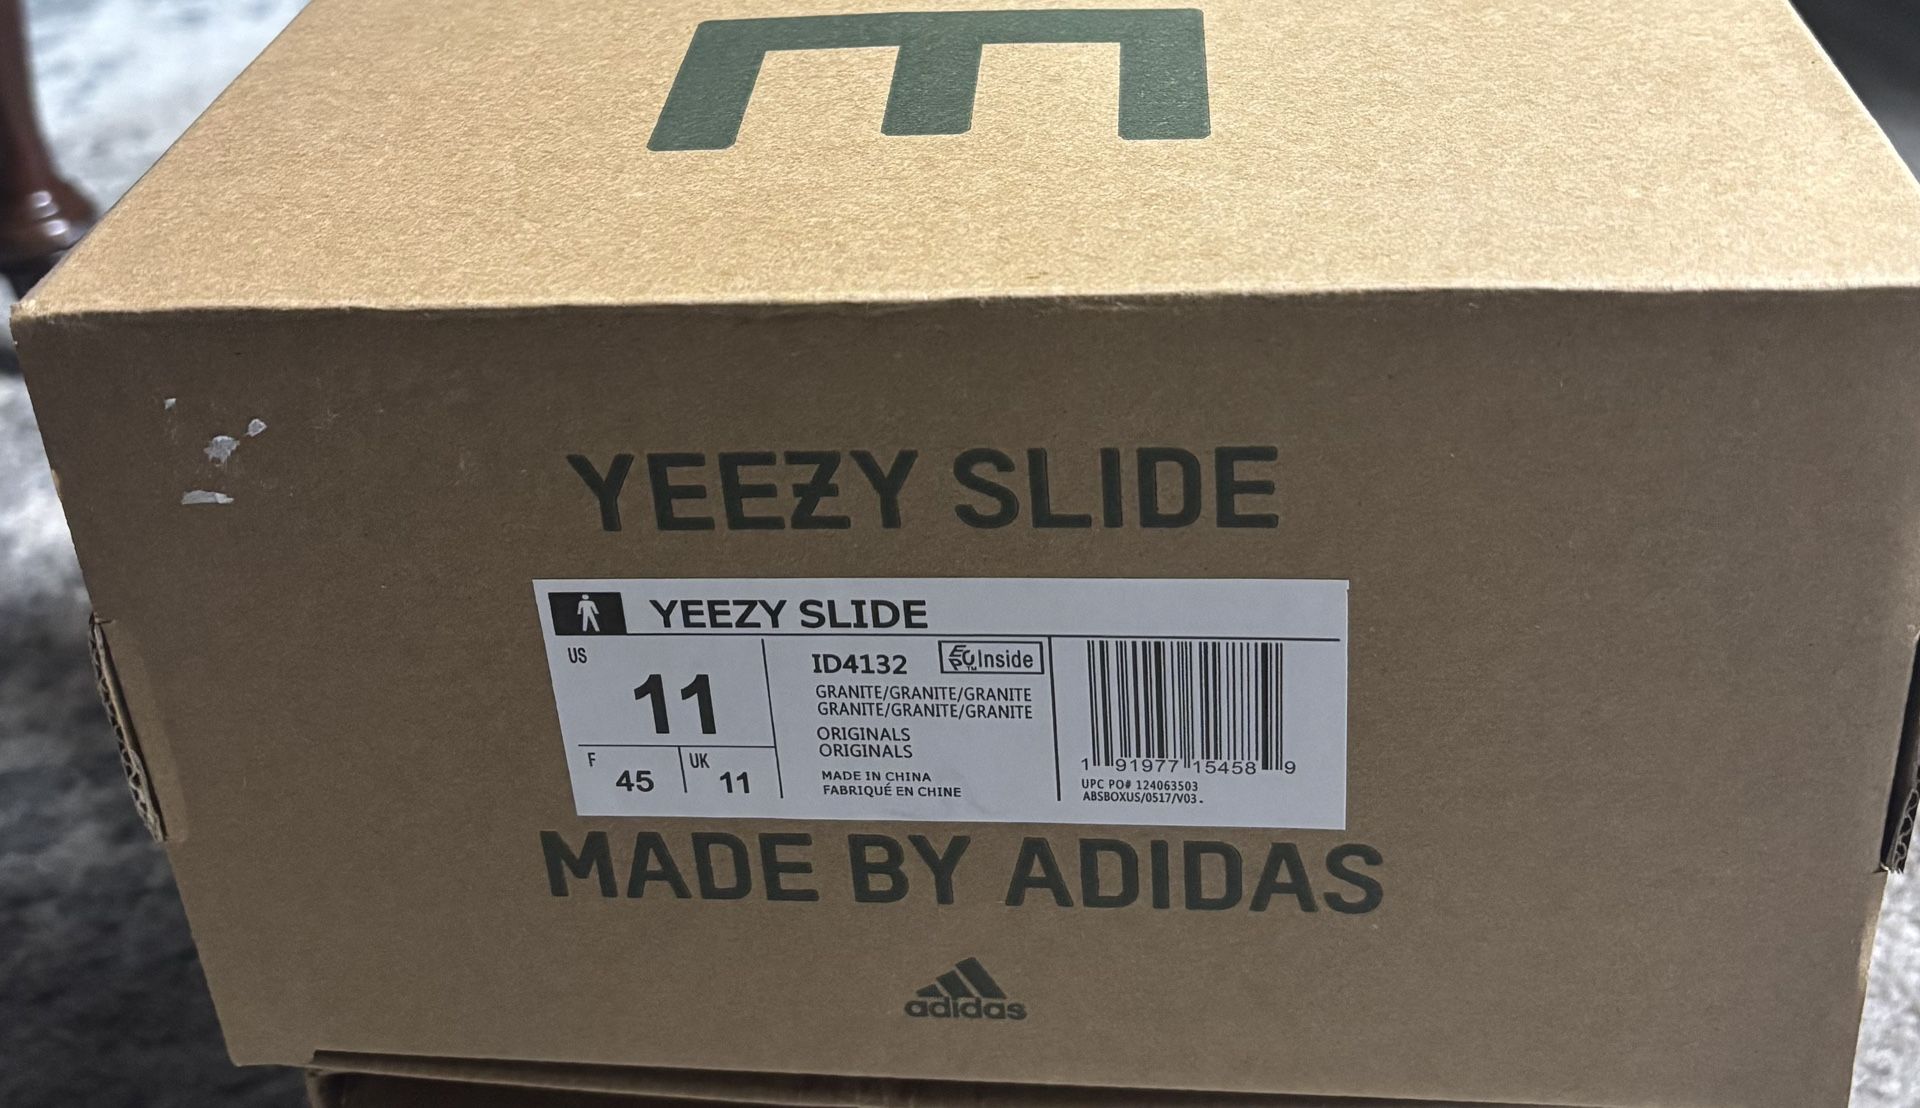 E
YEEZY SLIDE
YEEZY SLIDE
US
11
F
45
UK
11
ID4132
EPC Inside
TM
GRANITE/GRANITE/GRANITE
GRANITE/GRANITE/GRANITE
ORIGINALS
ORIGINALS
MADE IN CHINA
FABRIQUÉ EN CHINE
1 91977 15458 9
UPC PO# 124063503
ABSBOXUS/0517/V03.
MADE BY ADIDAS
adidas